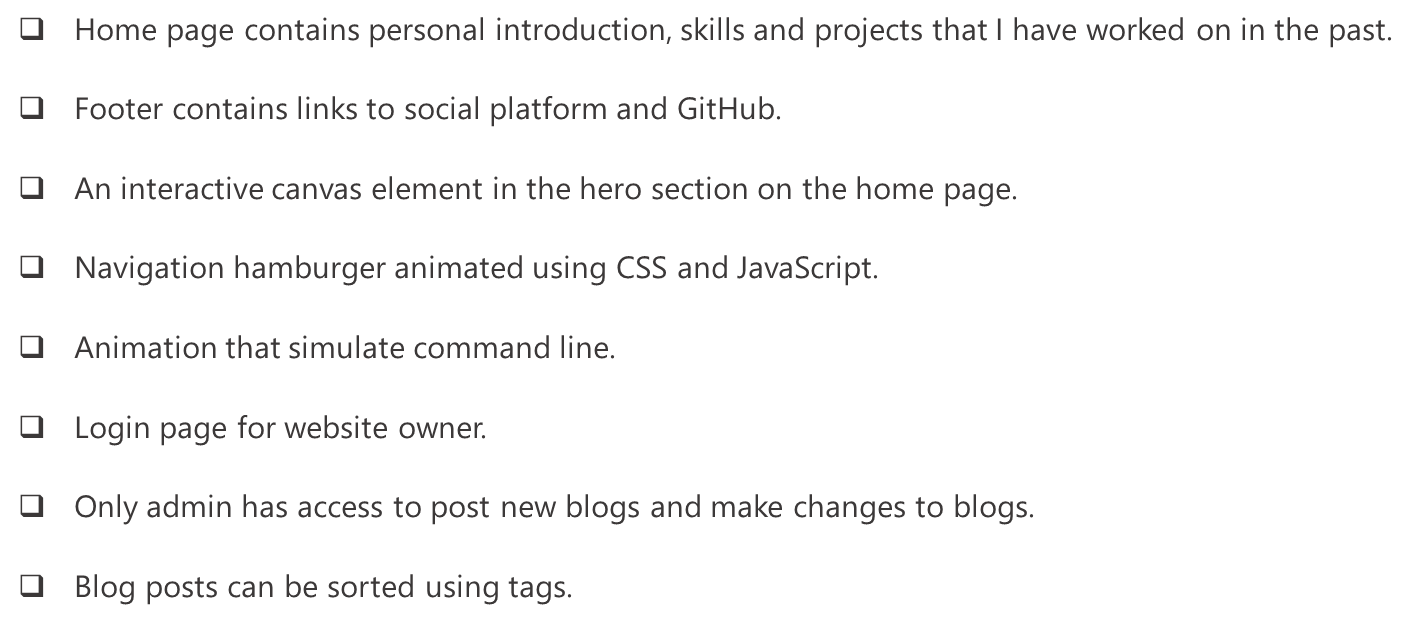 ❑ Home page contains personal introduction, skills and projects that I have worked on in the past.
❑ Footer contains links to social platform and GitHub.
❑ An interactive canvas element in the hero section on the home page.
❑ Navigation hamburger animated using CSS and JavaScript.
❑ Animation that simulate command line.
❑ Login page for website owner.
❑ Only admin has access to post new blogs and make changes to blogs.
❑ Blog posts can be sorted using tags.